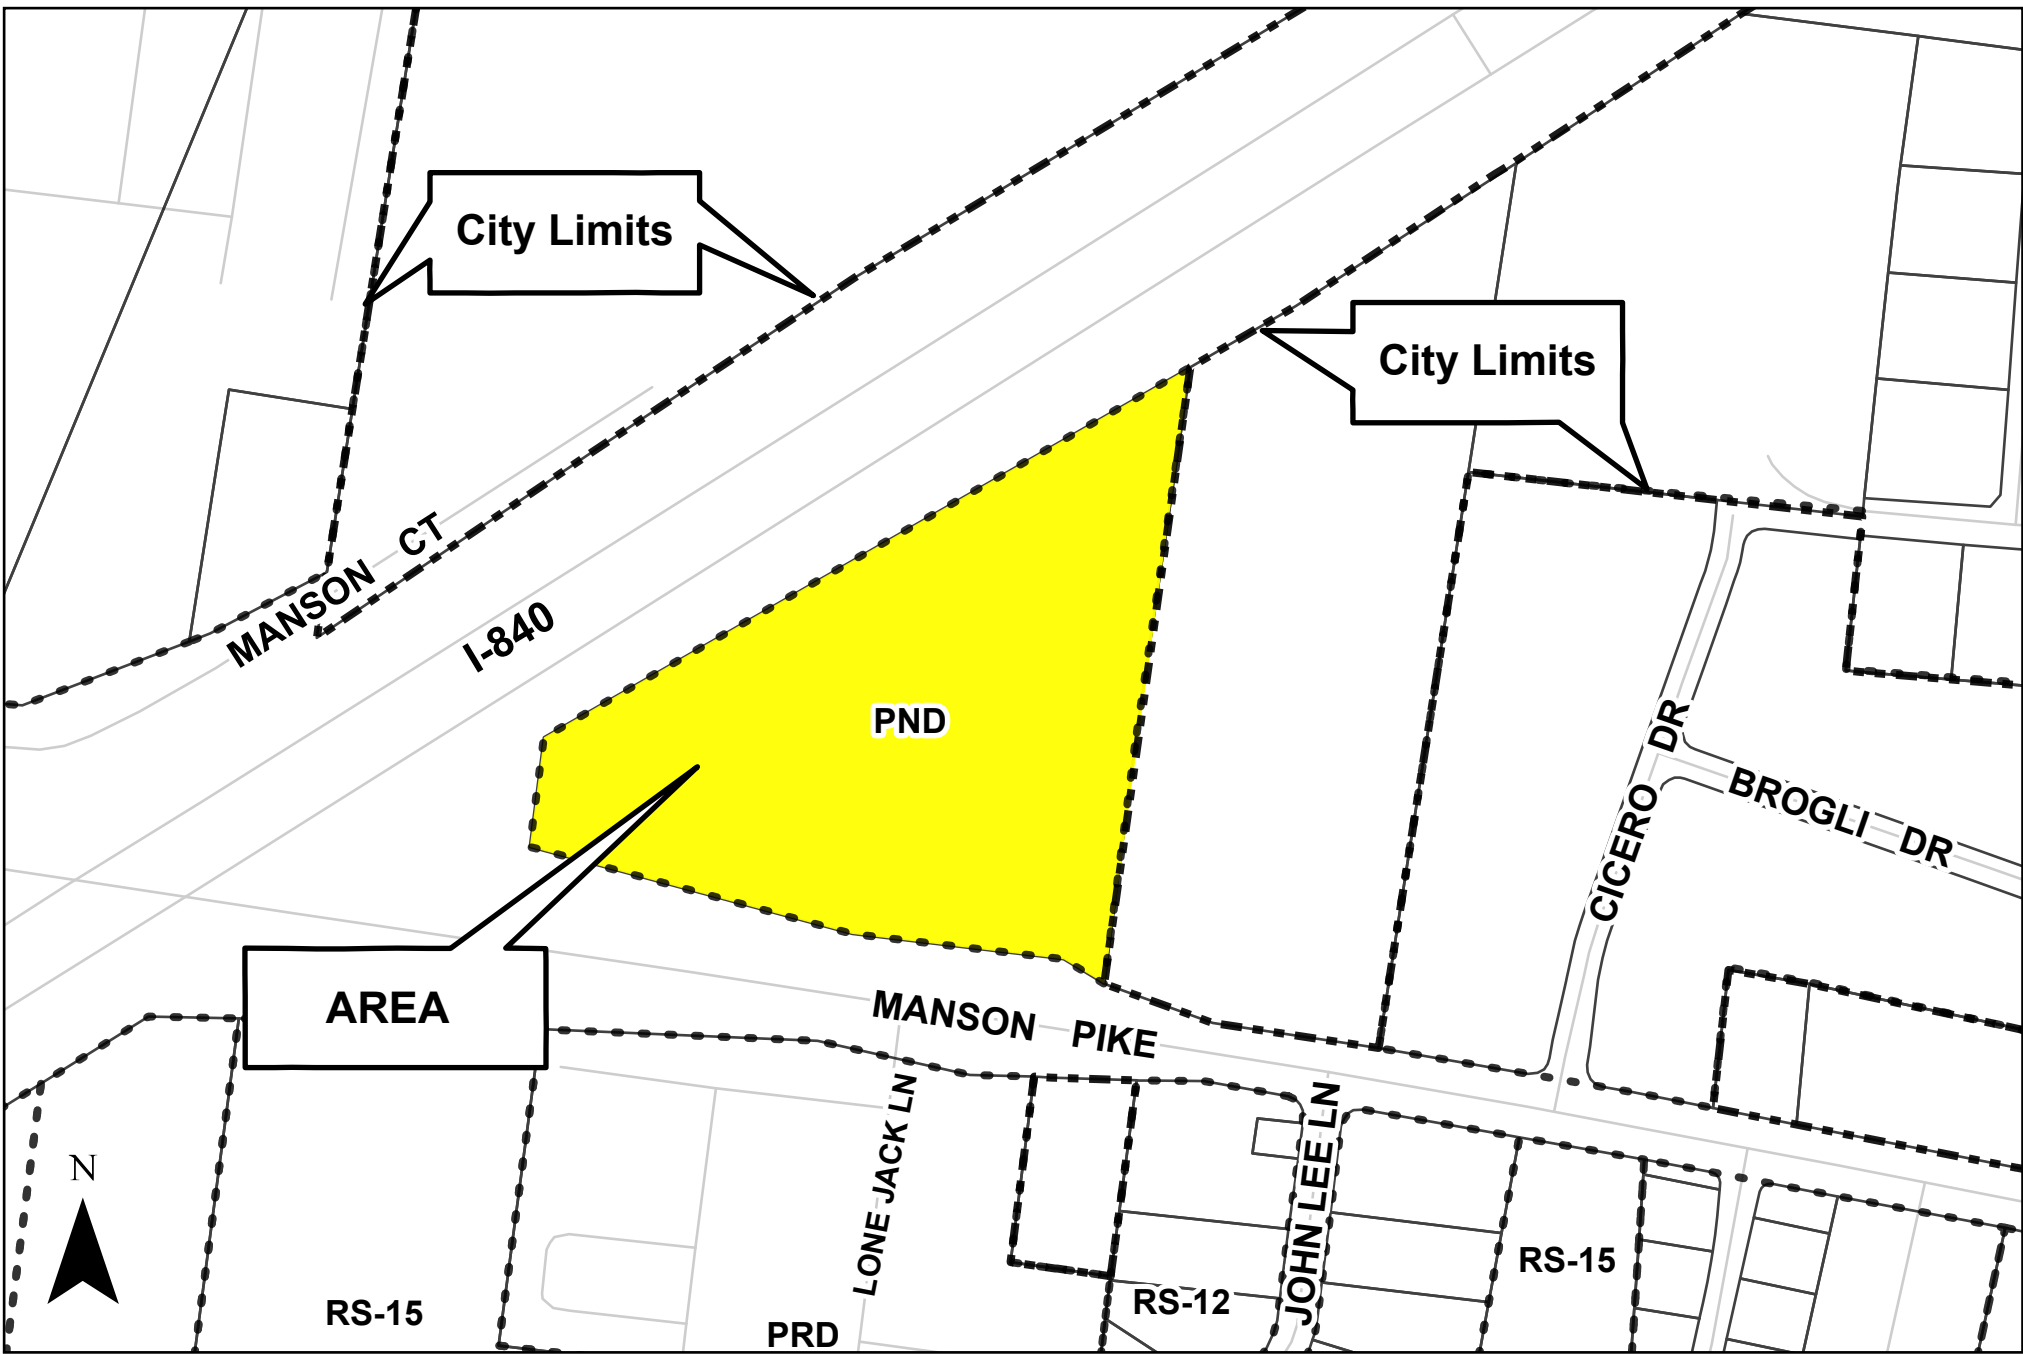 City Limits
City Limits
MANSON CT
I-840
PND
CICERO DR
BROGLI DR
AREA
MANSON PIKE
LONE JACK LN
JOHN LEE LN
N
RS-15
PRD
RS-12
RS-15